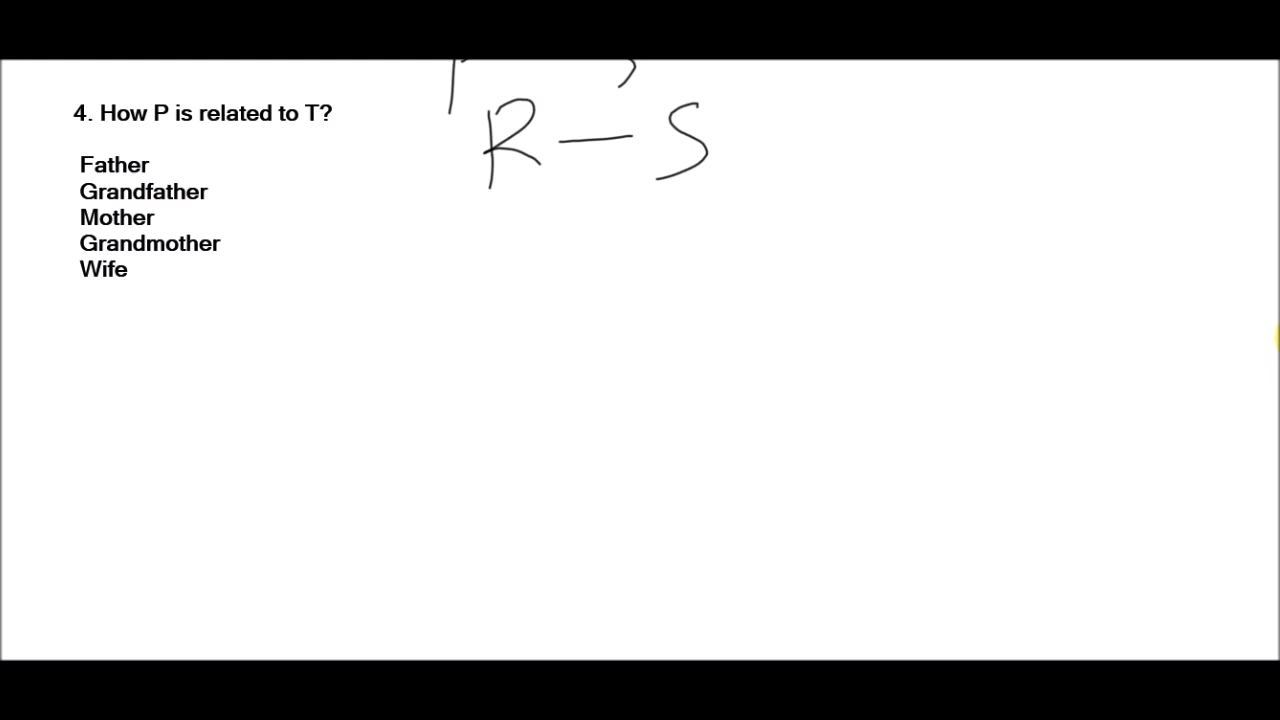 4. How P is related to T?
R — S
Father
Grandfather
Mother
Grandmother
Wife